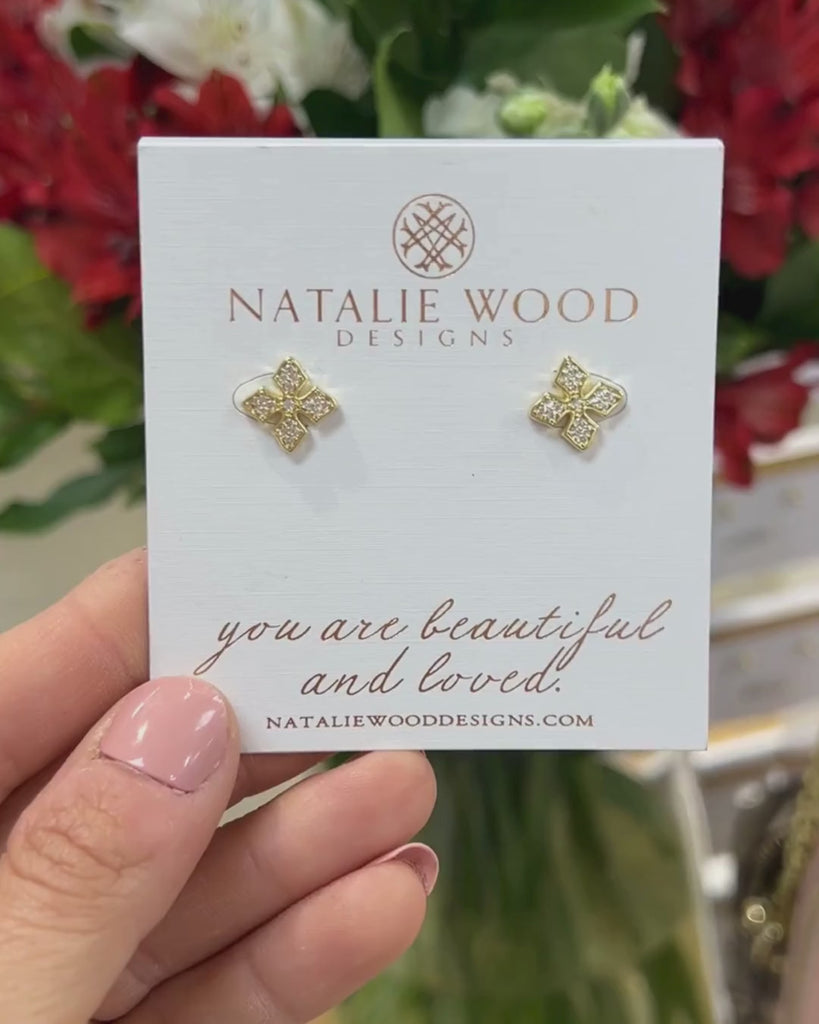 NATALIE WOOD
DESIGNS
you are beautiful
and loved.
NATALIEWOODDESIGNS.COM